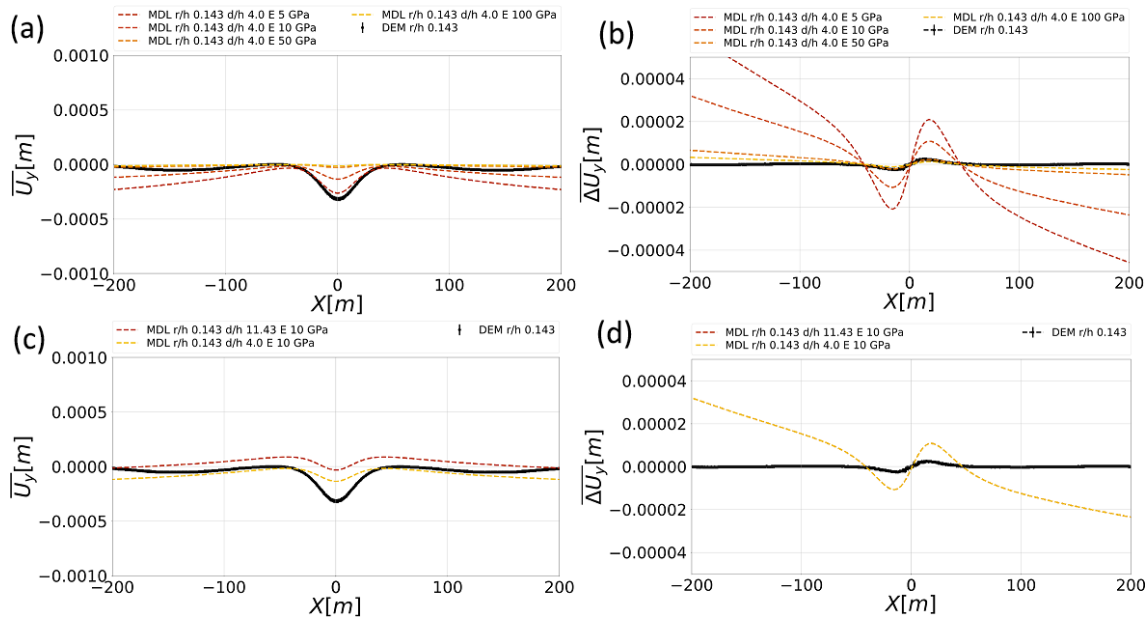 (a)
MDL r/h 0.143 d/h 4.0 E 5 GPa
MDL r/h 0.143 d/h 4.0 E 10 GPa
MDL r/h 0.143 d/h 4.0 E 50 GPa
MDL r/h 0.143 d/h 4.0 E 100 GPa
DEM r/h 0.143
0.0010
0.0005
0.0000
−0.0005
−0.0010
U_y[m]
−200
−100
0
100
200
X[m]
(b)
MDL r/h 0.143 d/h 4.0 E 5 GPa
MDL r/h 0.143 d/h 4.0 E 10 GPa
MDL r/h 0.143 d/h 4.0 E 50 GPa
MDL r/h 0.143 d/h 4.0 E 100 GPa
DEM r/h 0.143
0.00004
0.00002
0.00000
−0.00002
−0.00004
ΔU_y[m]
−200
−100
0
100
200
X[m]
(c)
MDL r/h 0.143 d/h 11.43 E 10 GPa
MDL r/h 0.143 d/h 4.0 E 10 GPa
DEM r/h 0.143
0.0010
0.0005
0.0000
−0.0005
−0.0010
U_y[m]
−200
−100
0
100
200
X[m]
(d)
MDL r/h 0.143 d/h 11.43 E 10 GPa
MDL r/h 0.143 d/h 4.0 E 10 GPa
DEM r/h 0.143
0.00004
0.00002
0.00000
−0.00002
−0.00004
ΔU_y[m]
−200
−100
0
100
200
X[m]